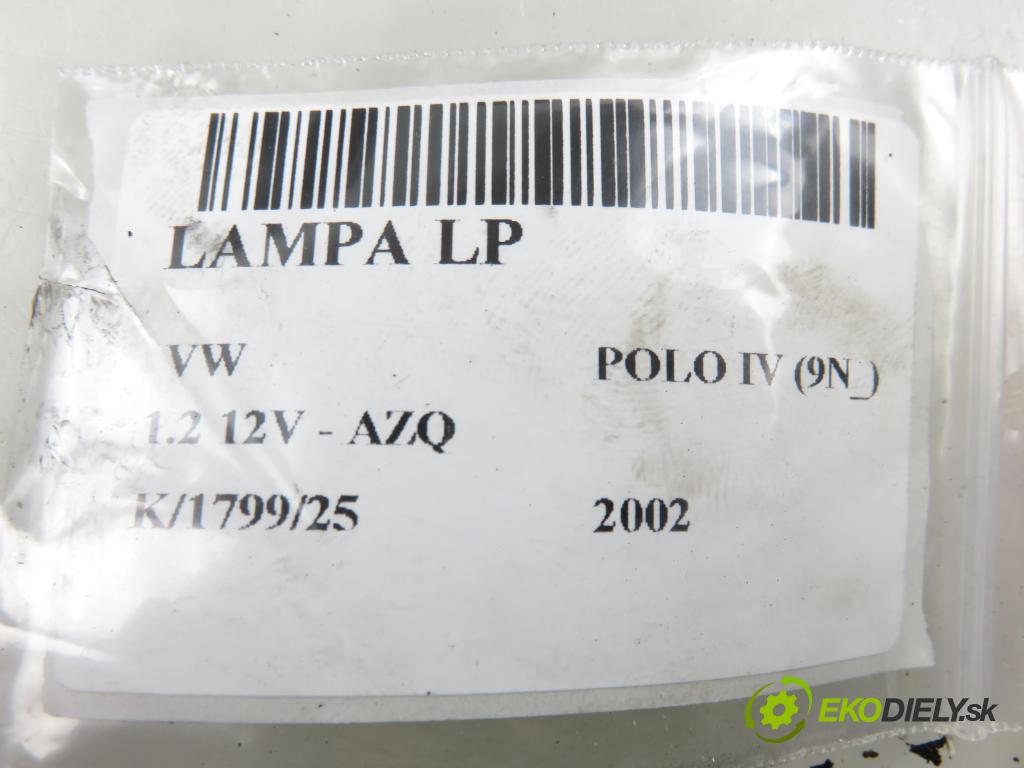 LAMPA LP
VW POLO IV (9N_)
1.2 12V - AZQ
K/1799/25 2002
EKODIELY.sk